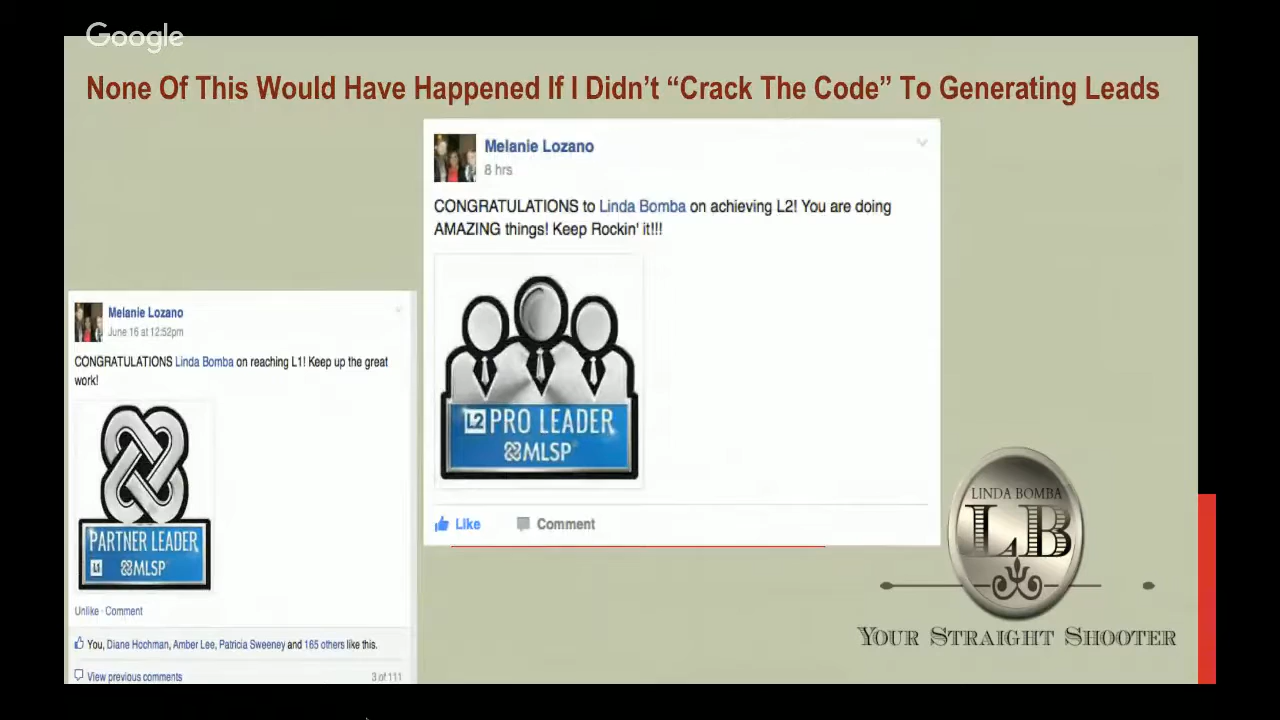 Google
None Of This Would Have Happened If I Didn't “Crack The Code” To Generating Leads
Melanie Lozano
8 hrs
CONGRATULATIONS to Linda Bomba on achieving L2! You are doing
AMAZING things! Keep Rockin' it!!!
L2 PRO LEADER
MLSP
Like Comment
Melanie Lozano
June 16 at 12:52pm
CONGRATULATIONS Linda Bomba on reaching L1! Keep up the great
work!
PARTNER LEADER
L1 MLSP
Unlike · Comment
You, Diane Hochman, Amber Lee, Patricia Sweeney and 165 others like this.
View previous comments 3 of 111
LINDA BOMBA
LB
YOUR STRAIGHT SHOOTER